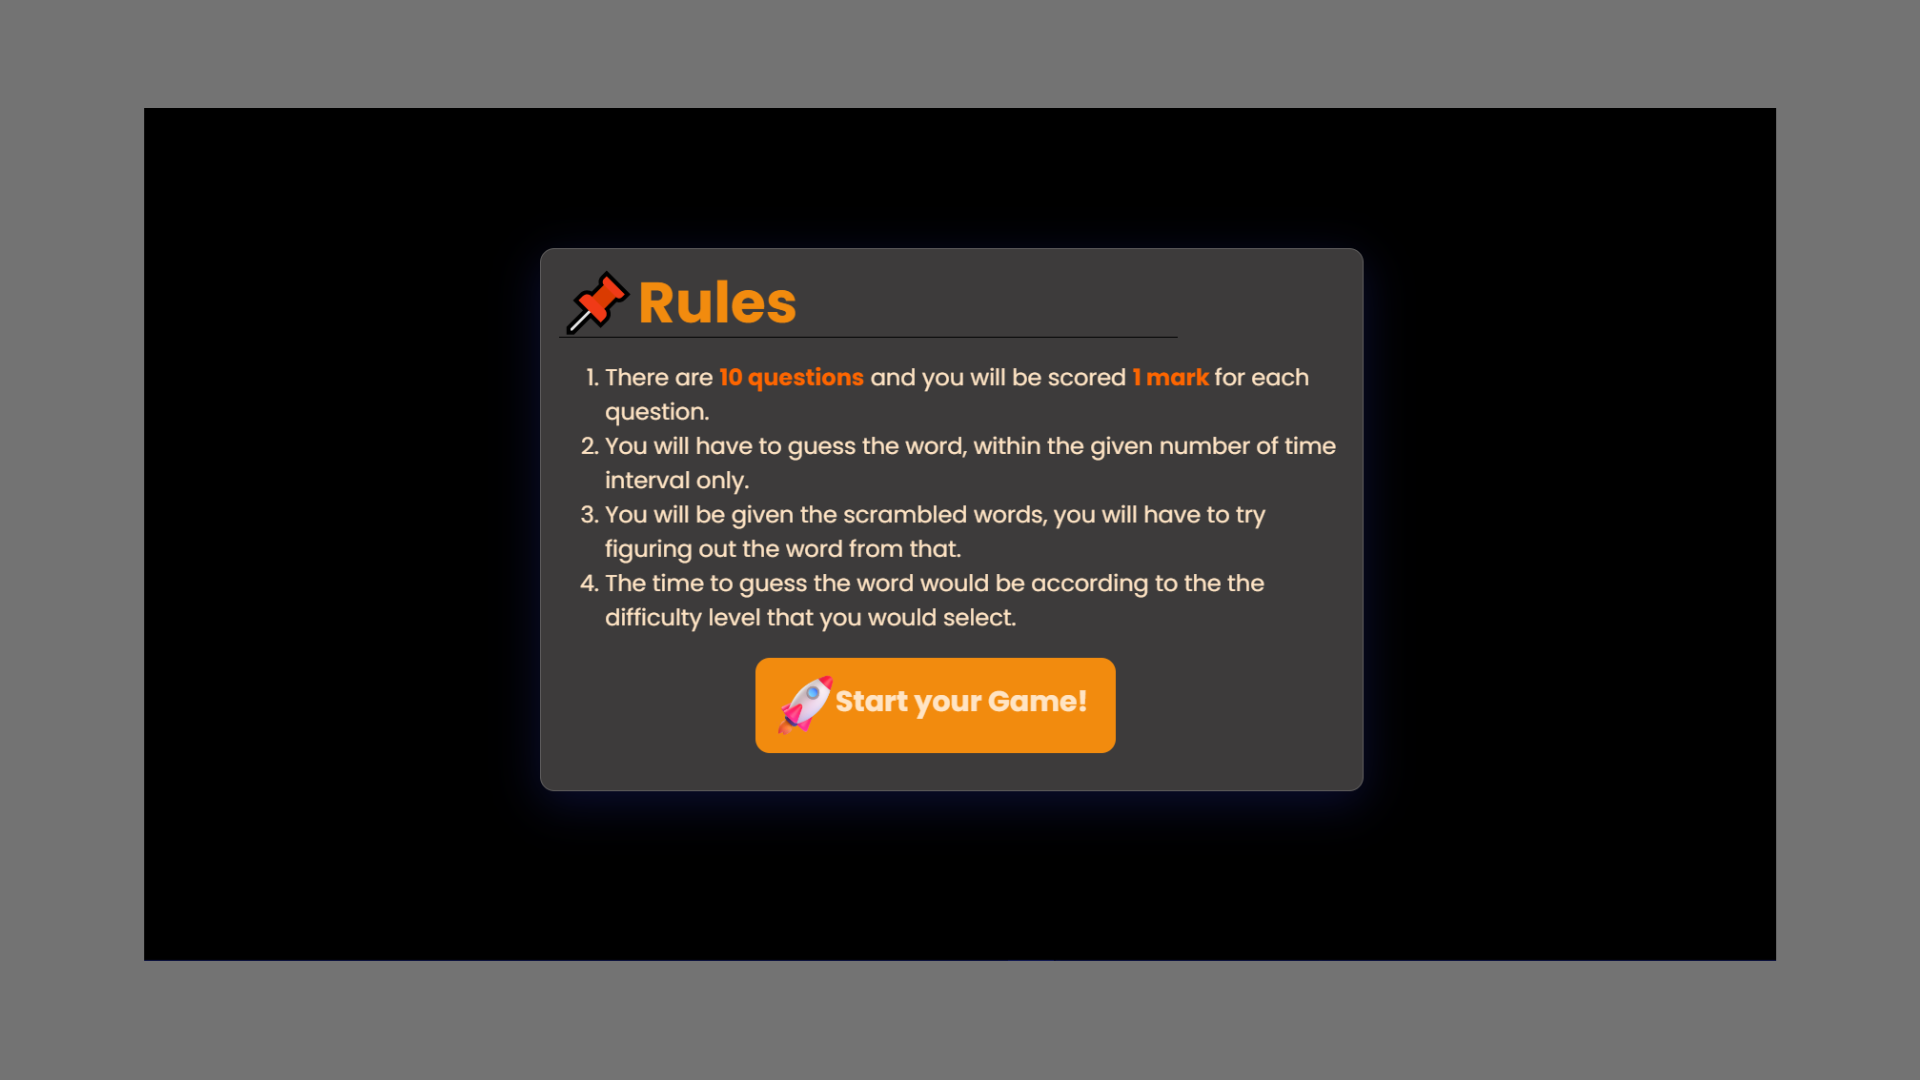 Rules
1. There are 10 questions and you will be scored 1 mark for each
question.
2. You will have to guess the word, within the given number of time
interval only.
3. You will be given the scrambled words, you will have to try
figuring out the word from that.
4. The time to guess the word would be according to the the
difficulty level that you would select.
Start your Game!